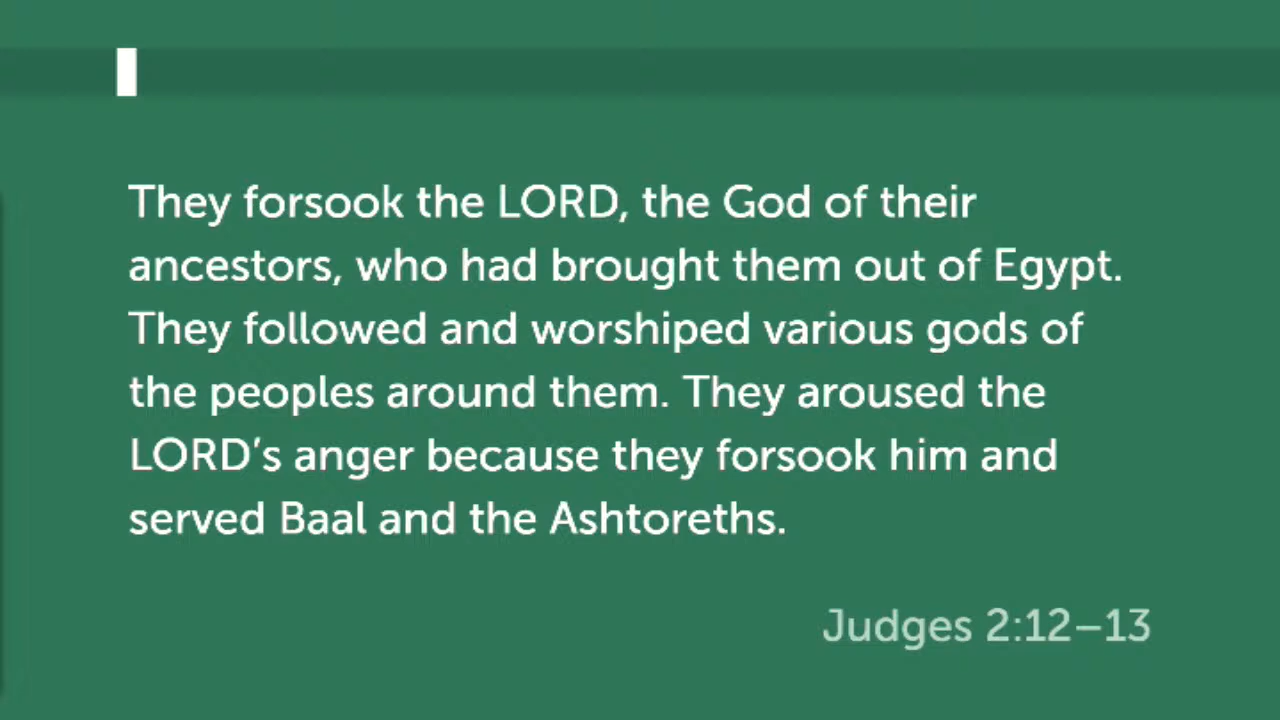 They forsook the LORD, the God of their
ancestors, who had brought them out of Egypt.
They followed and worshiped various gods of
the peoples around them. They aroused the
LORD’s anger because they forsook him and
served Baal and the Ashtoreths.
Judges 2:12–13